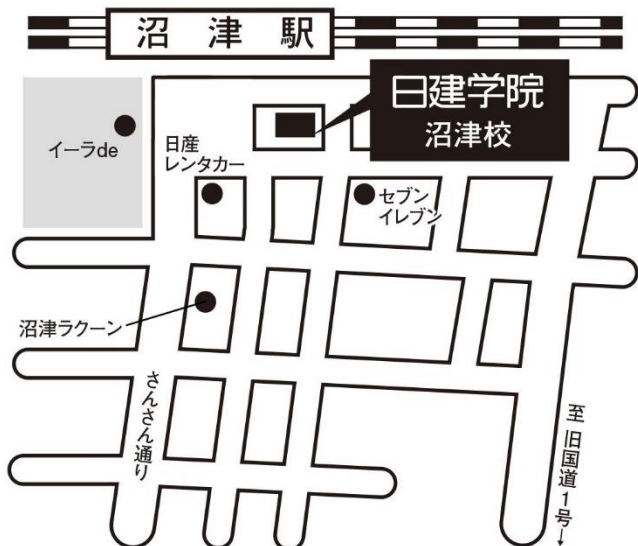 沼津駅
日建学院
沼津校
イーラde
日産
レンタカー
セブン
イレブン
沼津ラクーン
さんさん通り
至旧国道1号↓